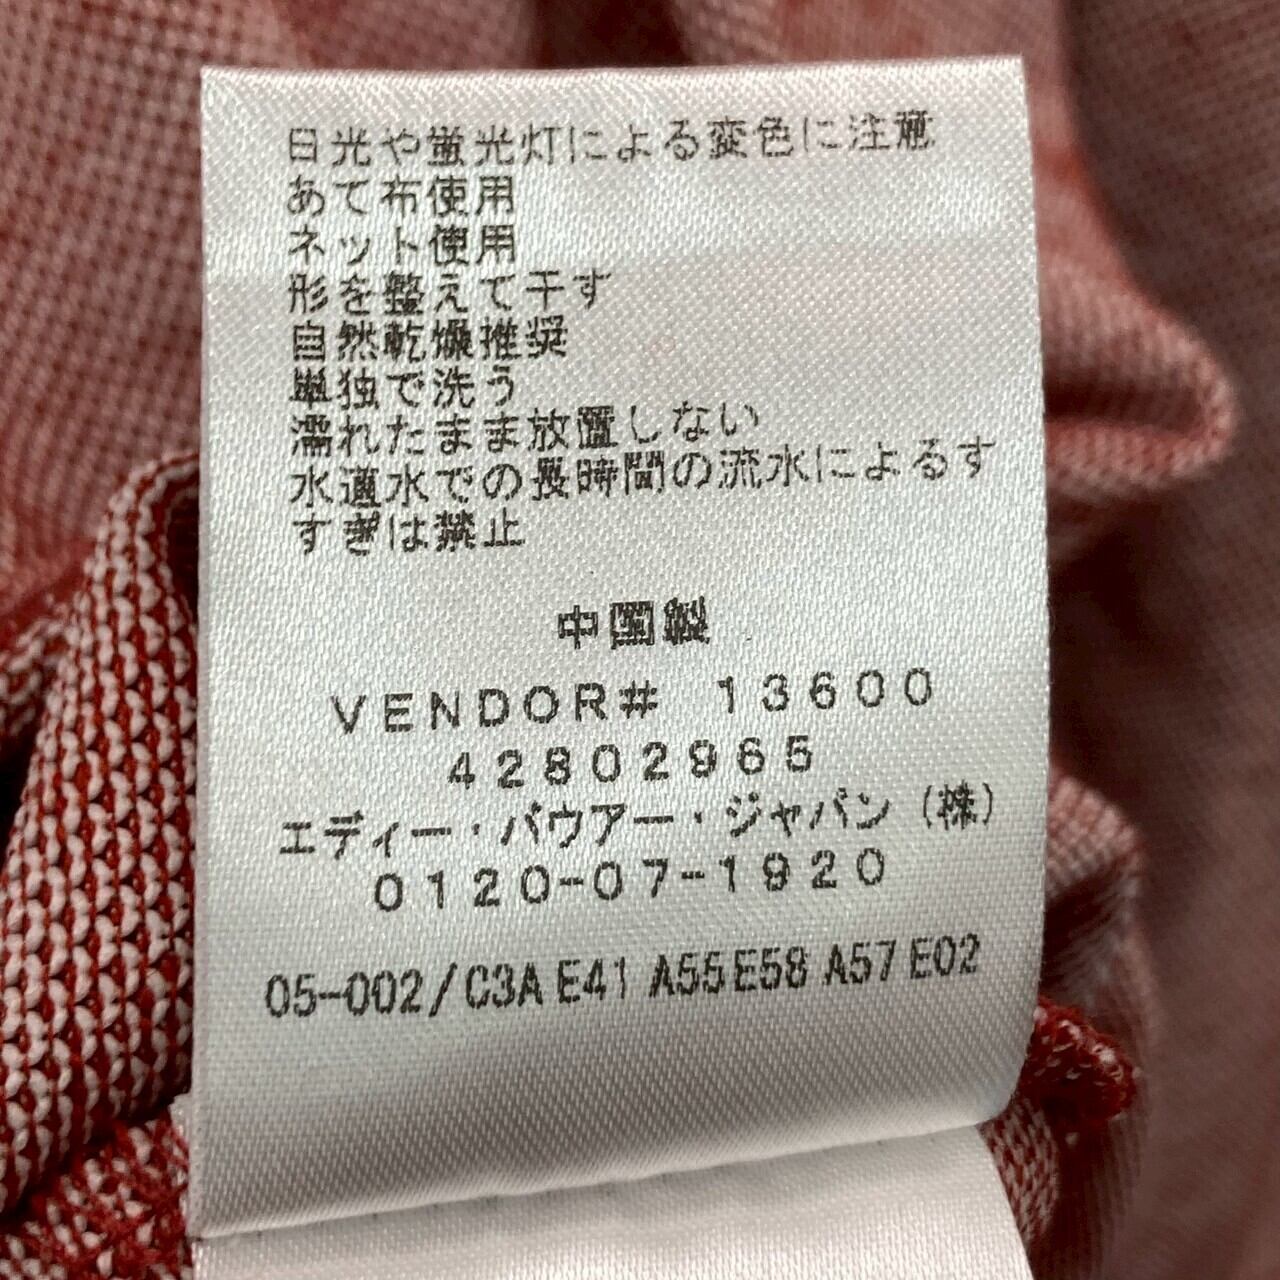 日光や蛍光灯による変色に注意
あて布使用
ネット使用
形を整えて干す
自然乾燥推奨
単独で洗う
濡れたまま放置しない
水道水での長時間の流水によるす
すぎは禁止
中国製
VENDOR# 13600
42802965
エディー・バウアー・ジャパン(株)
0120-07-1920
05-002/C3A E41 A55E58 A57 E02